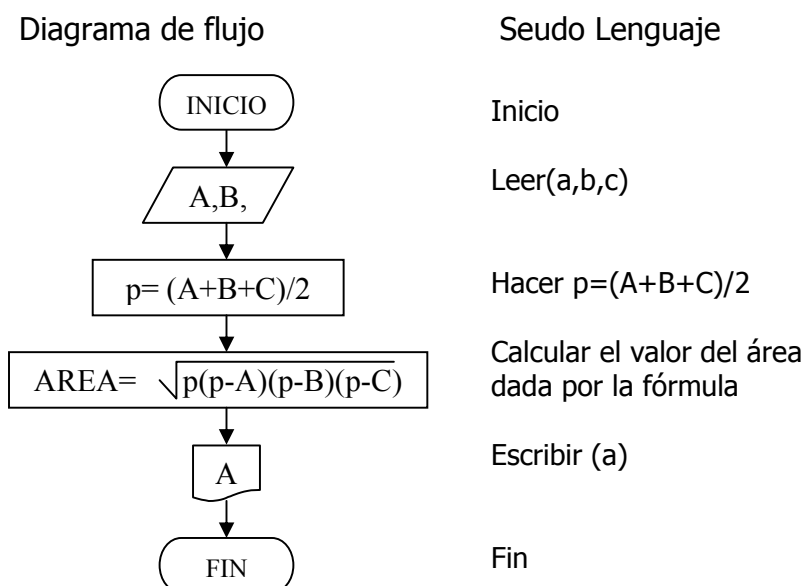 Diagrama de flujo
Seudo Lenguaje
INICIO
Inicio
A,B,
Leer(a,b,c)
p= (A+B+C)/2
Hacer p=(A+B+C)/2
AREA= √p(p-A)(p-B)(p-C)
Calcular el valor del área
dada por la fórmula
A
Escribir (a)
FIN
Fin